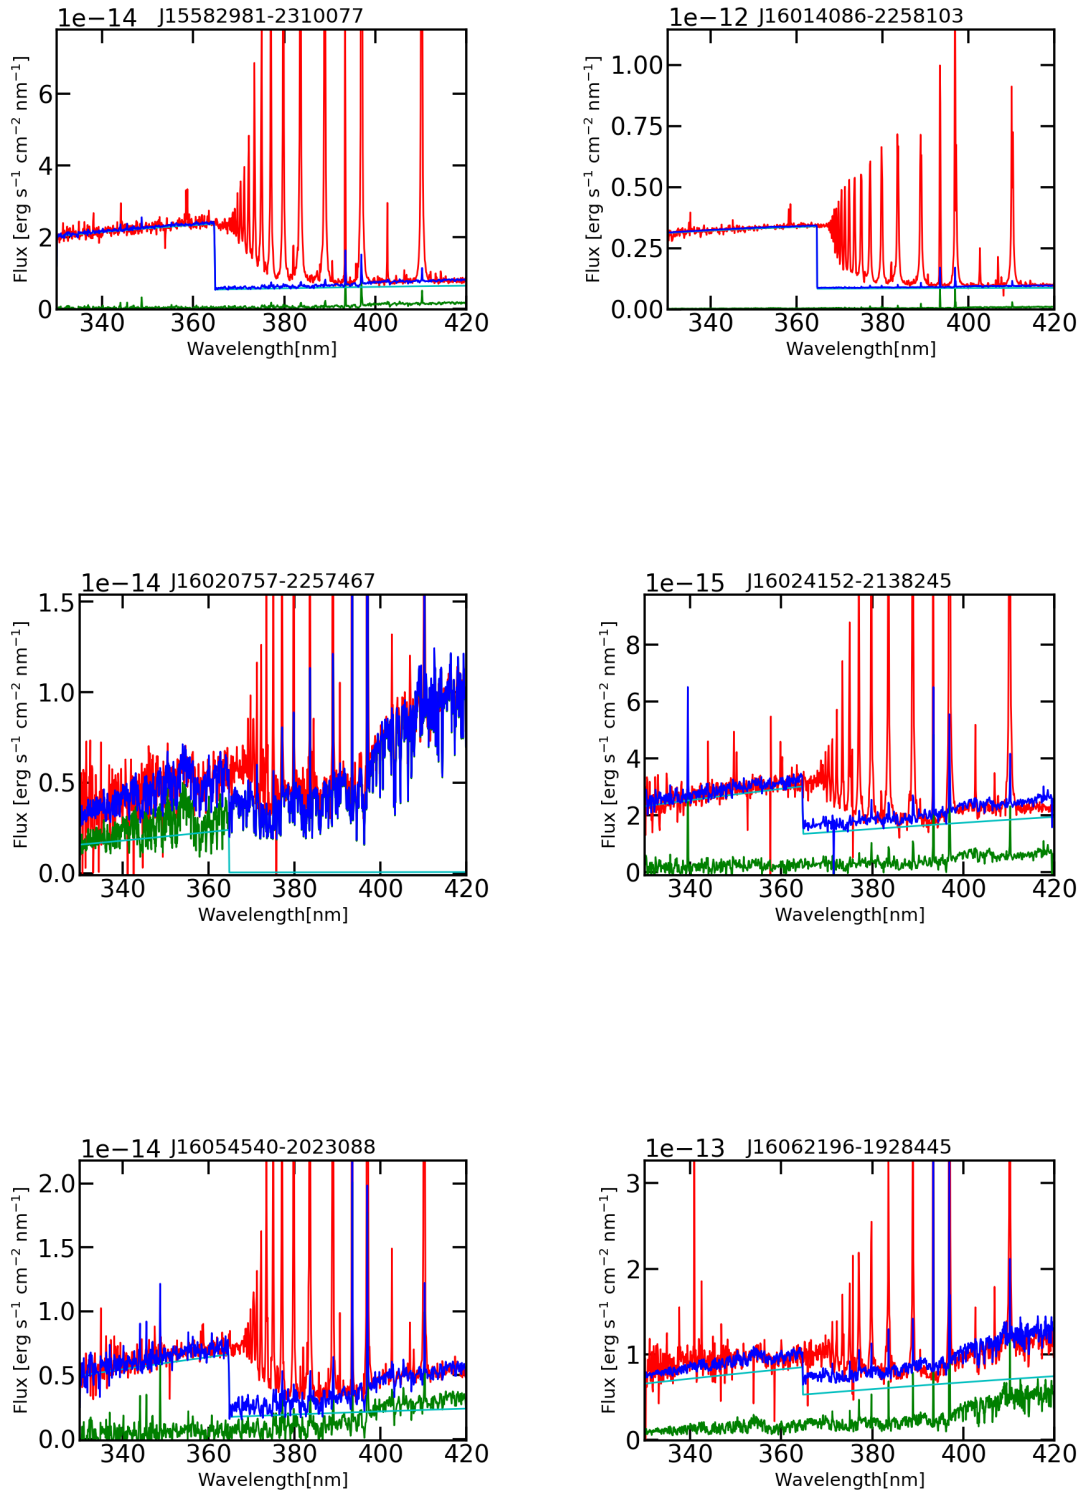 1e−14 J15582981-2310077
1e−12 J16014086-2258103
Flux [erg s⁻¹ cm⁻² nm⁻¹]
6
4
2
0
340 360 380 400 420
Wavelength[nm]
Flux [erg s⁻¹ cm⁻² nm⁻¹]
1.00
0.75
0.50
0.25
0.00
340 360 380 400 420
Wavelength[nm]
1e−14 J16020757-2257467
1e−15 J16024152-2138245
Flux [erg s⁻¹ cm⁻² nm⁻¹]
1.5
1.0
0.5
0.0
340 360 380 400 420
Wavelength[nm]
Flux [erg s⁻¹ cm⁻² nm⁻¹]
8
6
4
2
0
340 360 380 400 420
Wavelength[nm]
1e−14 J16054540-2023088
1e−13 J16062196-1928445
Flux [erg s⁻¹ cm⁻² nm⁻¹]
2.0
1.5
1.0
0.5
0.0
340 360 380 400 420
Wavelength[nm]
Flux [erg s⁻¹ cm⁻² nm⁻¹]
3
2
1
0
340 360 380 400 420
Wavelength[nm]